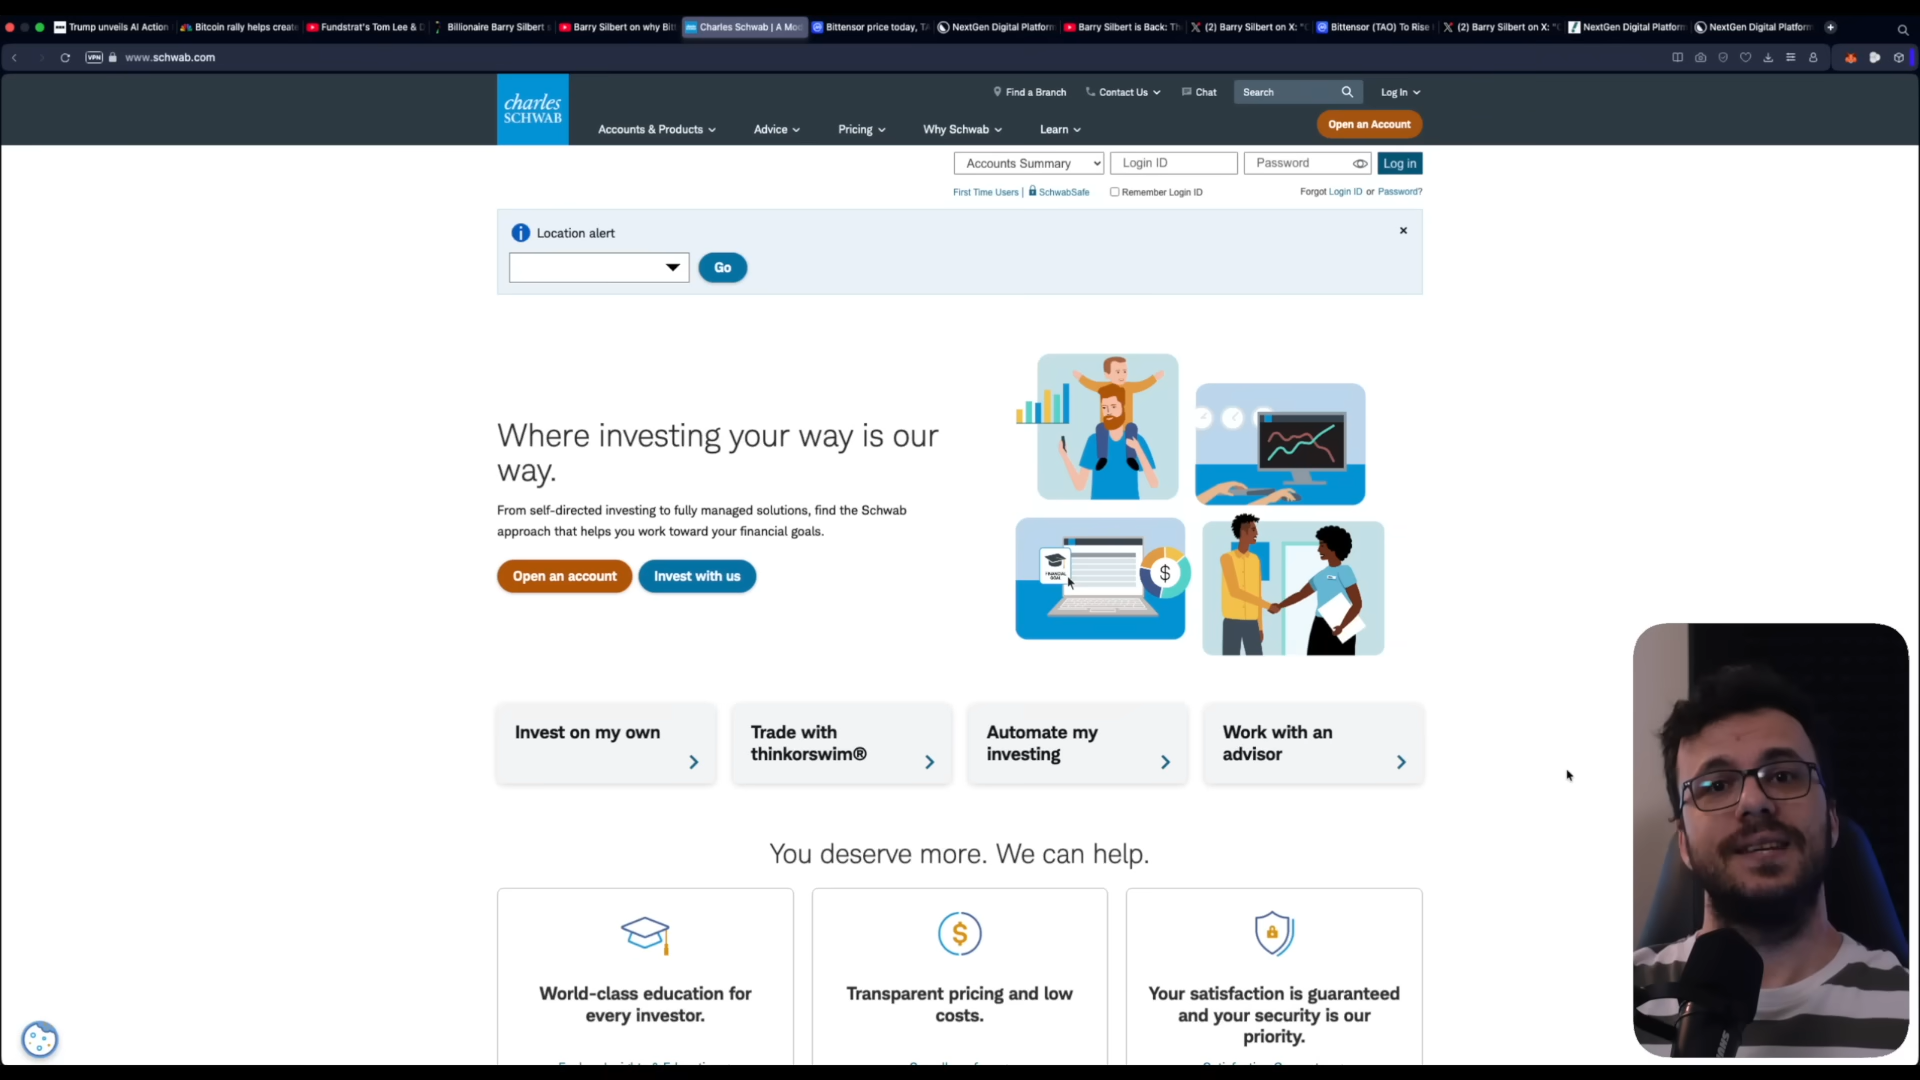 Trump unveils AI Action
Bitcoin rally helps create
Fundstrat's Tom Lee & D
Billionaire Barry Silbert s
Barry Silbert on why Bit
Charles Schwab | A Mo
Bittensor price today, TA
NextGen Digital Platform
Barry Silbert is Back: Th
(2) Barry Silbert on X: "C
Bittensor (TAO) To Rise
(2) Barry Silbert on X: "
NextGen Digital Platform
NextGen Digital Platform
VPN
www.schwab.com
charles
SCHWAB
Find a Branch
Contact Us
Chat
Search
Log In
Accounts & Products
Advice
Pricing
Why Schwab
Learn
Open an Account
Accounts Summary
Login ID
Password
Log in
First Time Users |
SchwabSafe
Remember Login ID
Forgot Login ID or Password?
Location alert
Go
Where investing your way is our
way.
From self-directed investing to fully managed solutions, find the Schwab
approach that helps you work toward your financial goals.
Open an account
Invest with us
$
Invest on my own
Trade with
thinkorswim®
Automate my
investing
Work with an
advisor
You deserve more. We can help.
$
World-class education for
every investor.
Transparent pricing and low
costs.
Your satisfaction is guaranteed
and your security is our
priority.